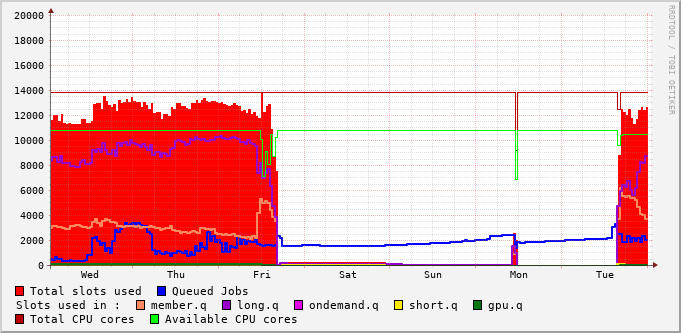 20000
18000
16000
14000
12000
10000
8000
6000
4000
2000
0
Wed Thu Fri Sat Sun Mon Tue
Total slots used Queued Jobs
Slots used in : member.q long.q ondemand.q short.q gpu.q
Total CPU cores Available CPU cores
RRDTOOL / TOBI OETIKER